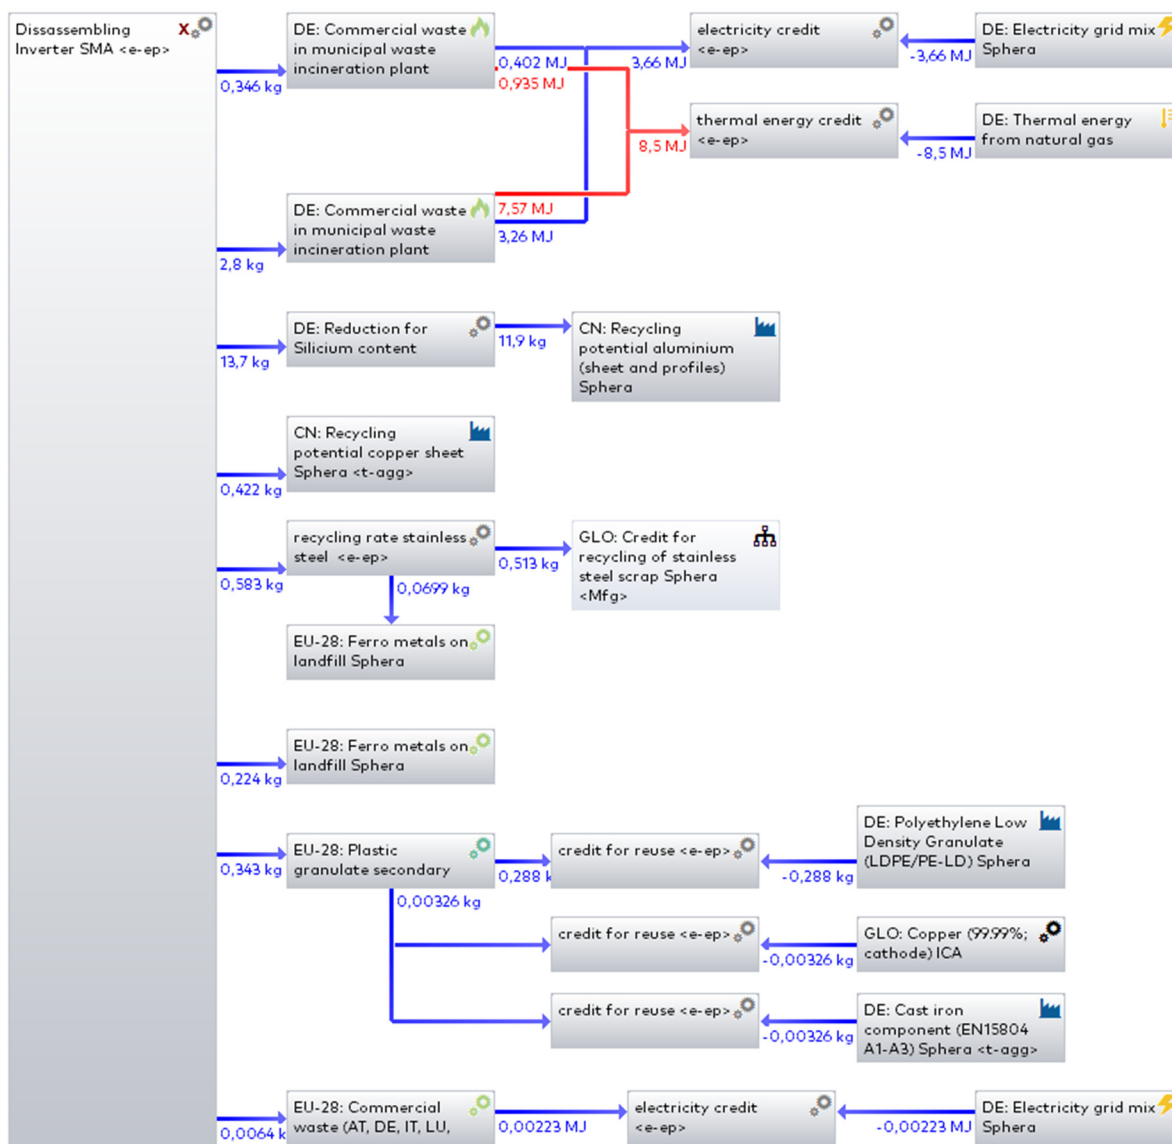 Dissassembling
Inverter SMA <e-ep>
X
DE: Commercial waste
in municipal waste
incineration plant
0,346 kg
0,402 MJ
0,935 MJ
3,66 MJ
electricity credit
<e-ep>
-3,66 MJ
DE: Electricity grid mix
Sphera
8,5 MJ
thermal energy credit
<e-ep>
-8,5 MJ
DE: Thermal energy
from natural gas
DE: Commercial waste
in municipal waste
incineration plant
2,8 kg
7,57 MJ
3,26 MJ
DE: Reduction for
Silicium content
13,7 kg
11,9 kg
CN: Recycling
potential aluminium
(sheet and profiles)
Sphera
CN: Recycling
potential copper sheet
Sphera <t-agg>
0,422 kg
recycling rate stainless
steel <e-ep>
0,583 kg
0,513 kg
0,0699 kg
GLO: Credit for
recycling of stainless
steel scrap Sphera
<Mfg>
EU-28: Ferro metals on
landfill Sphera
EU-28: Ferro metals on
landfill Sphera
0,224 kg
EU-28: Plastic
granulate secondary
0,343 kg
0,288 k
0,00326 kg
credit for reuse <e-ep>
-0,288 kg
DE: Polyethylene Low
Density Granulate
(LDPE/PE-LD) Sphera
credit for reuse <e-ep>
-0,00326 kg
GLO: Copper (99.99%;
cathode) ICA
credit for reuse <e-ep>
-0,00326 kg
DE: Cast iron
component (EN15804
A1-A3) Sphera <t-agg>
EU-28: Commercial
waste (AT, DE, IT, LU,
0,0064 k
0,00223 MJ
electricity credit
<e-ep>
-0,00223 MJ
DE: Electricity grid mix
Sphera